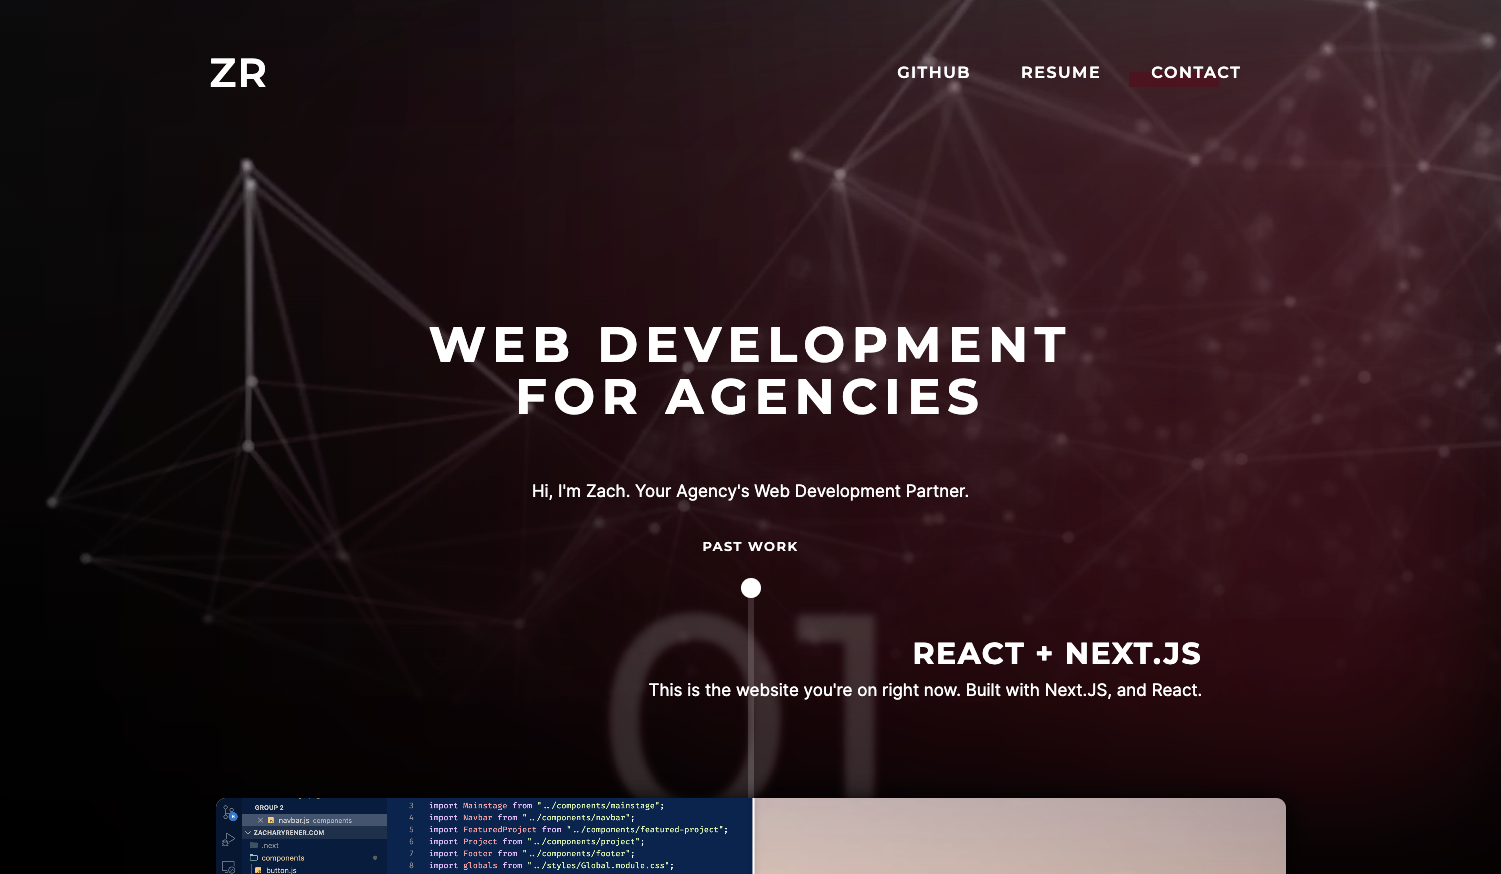 ZR
GITHUB RESUME CONTACT
WEB DEVELOPMENT
FOR AGENCIES
Hi, I'm Zach. Your Agency's Web Development Partner.
PAST WORK
01
REACT + NEXT.JS
This is the website you're on right now. Built with Next.JS, and React.
GROUP 2
navbar.js components
ZACHARYRENER.COM
.next
components
button.js
3 import Mainstage from "../components/mainstage";
4 import Navbar from "../components/navbar";
5 import FeaturedProject from "../components/featured-project";
6 import Project from "../components/project";
7 import Footer from "../components/footer";
8 import globals from "../styles/Global.module.css";